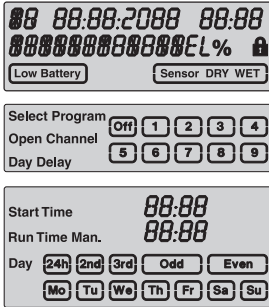 88 88:88:2088 88:88
888888888888EL%
Low Battery Sensor DRY WET
Select Program Off 1 2 3 4
Open Channel
Day Delay 5 6 7 8 9
Start Time 88:88
Run Time Man. 88:88
Day 24h 2nd 3rd Odd Even
Mo Tu We Th Fr Sa Su